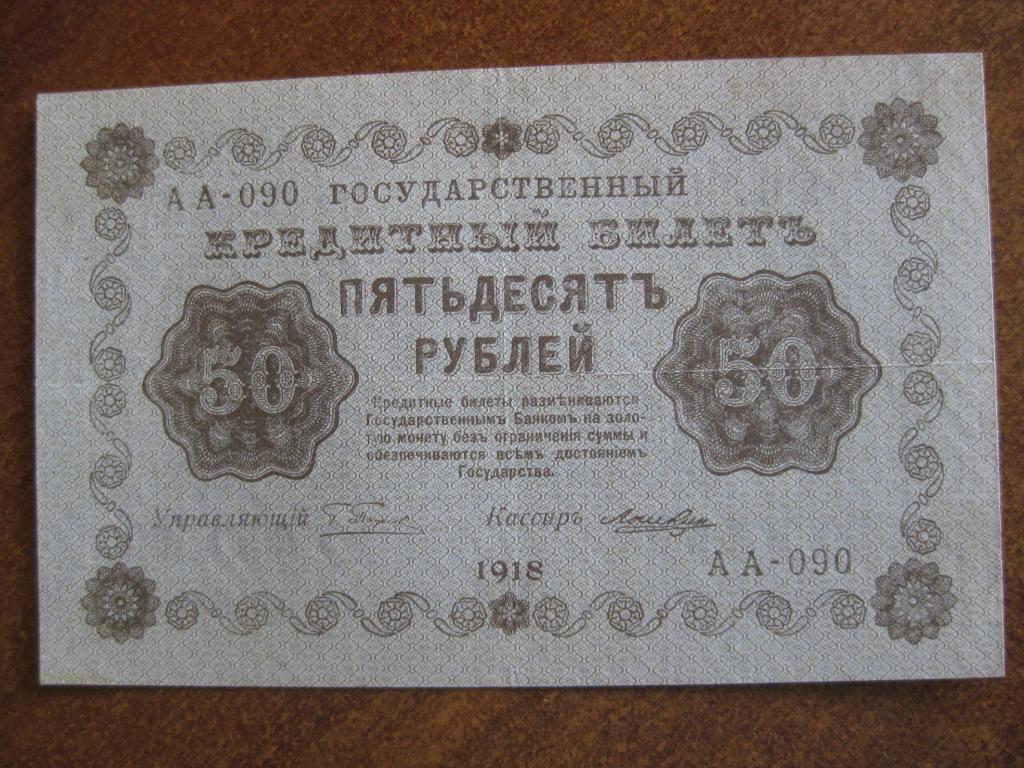 АА-090 ГОСУДАРСТВЕННЫЙ
КРЕДИТНЫЙ БИЛЕТЪ
ПЯТЬДЕСЯТЪ
РУБЛЕЙ
50 50
Кредитные билеты размѣниваются
Государственнымъ Банкомъ на золо-
тую монету безъ ограниченія суммы и
обезпечиваются всѣмъ достояніемъ
Государства.
Управляющій Кассиръ
1918 АА-090